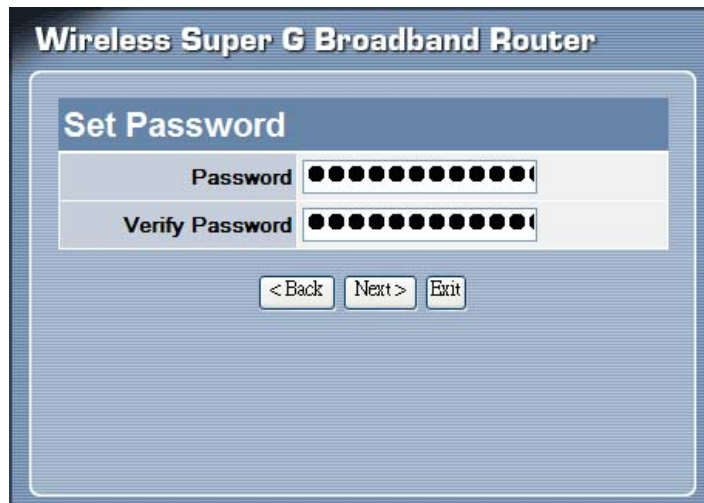 Wireless Super G Broadband Router
Set Password
Password ●●●●●●●●●●●●
Verify Password ●●●●●●●●●●●●
< Back Next > Exit